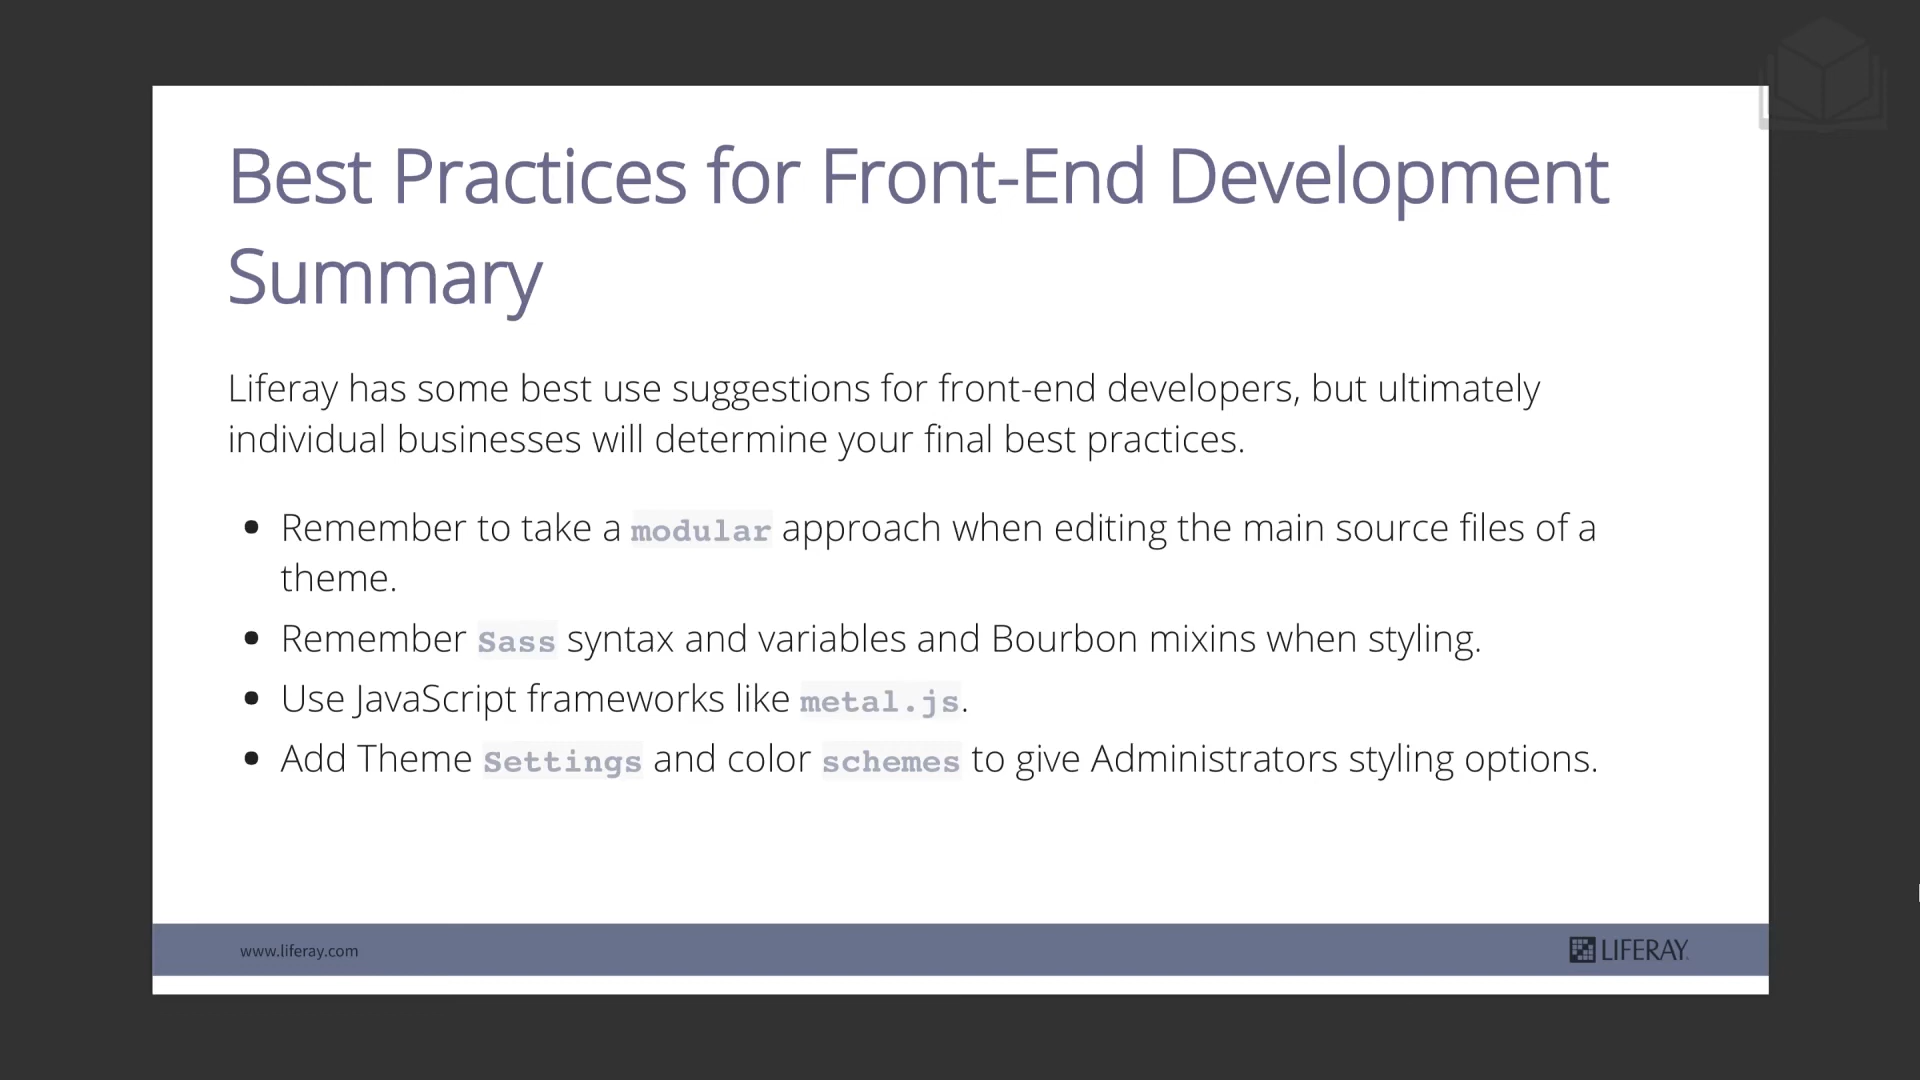 Best Practices for Front-End Development
Summary
Liferay has some best use suggestions for front-end developers, but ultimately
individual businesses will determine your final best practices.
• Remember to take a modular approach when editing the main source files of a
theme.
• Remember Sass syntax and variables and Bourbon mixins when styling.
• Use JavaScript frameworks like metal.js.
• Add Theme Settings and color schemes to give Administrators styling options.
www.liferay.com
LIFERAY